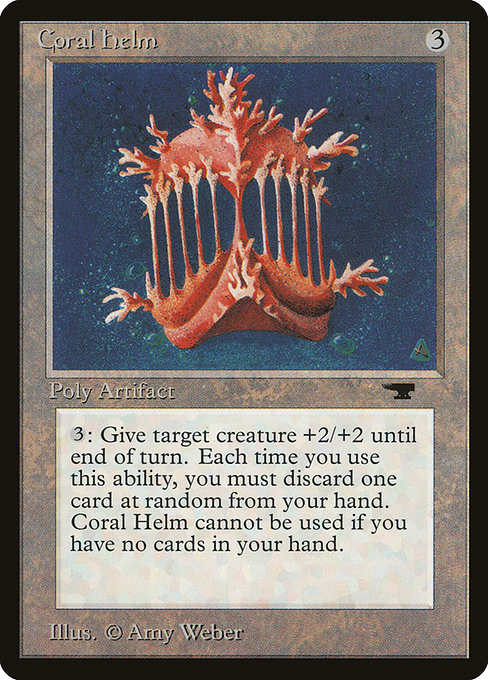 Coral Helm 3
Poly Artifact
3: Give target creature +2/+2 until
end of turn. Each time you use
this ability, you must discard one
card at random from your hand.
Coral Helm cannot be used if you
have no cards in your hand.
Illus. © Amy Weber